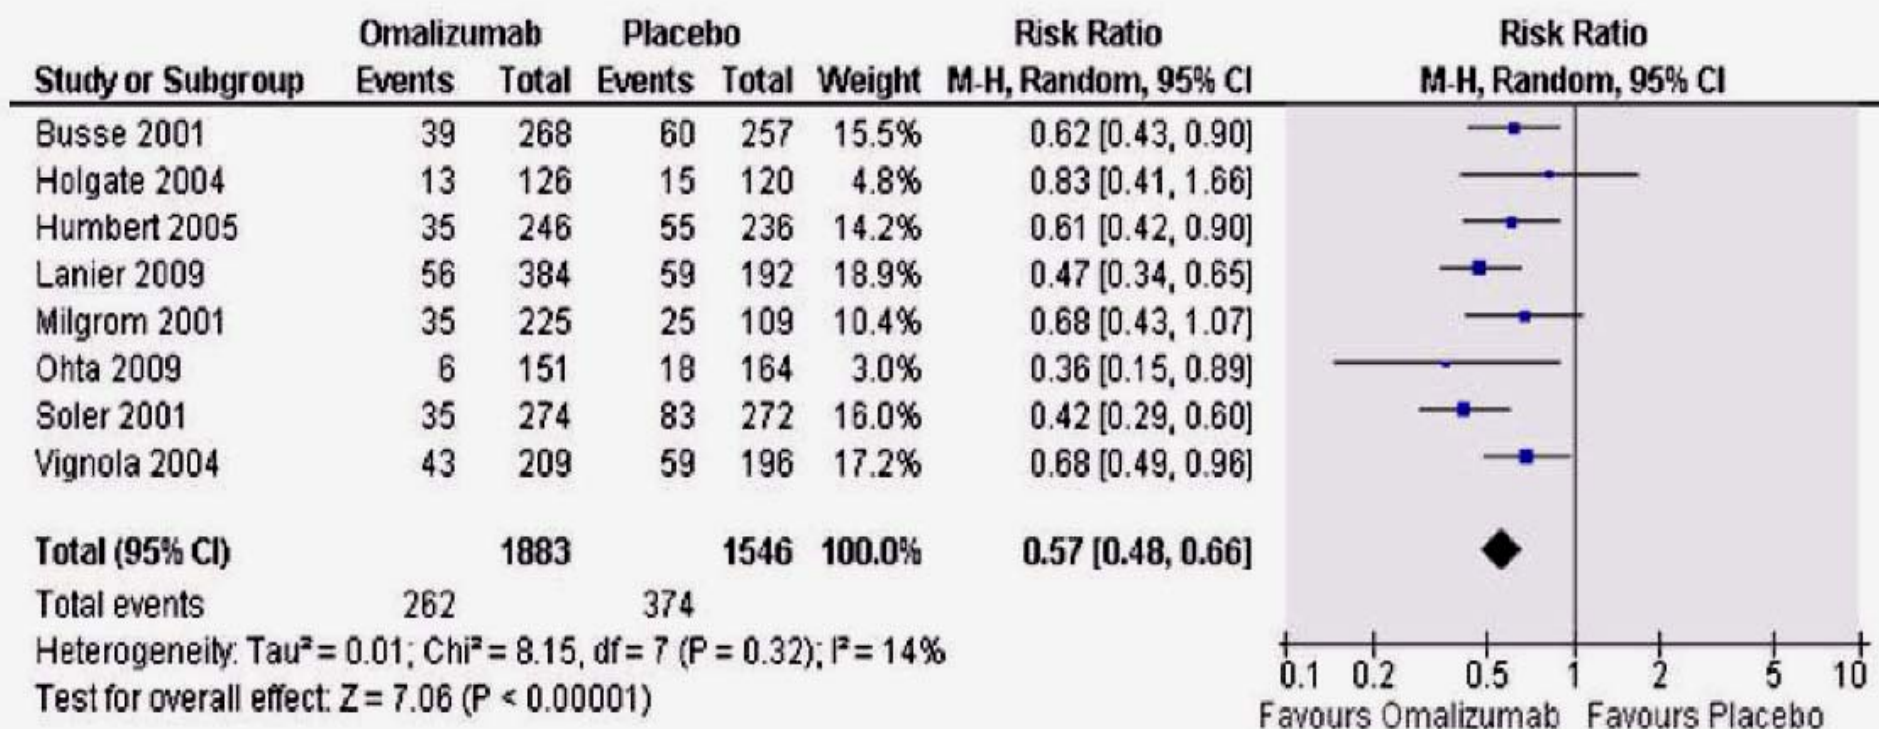 Omalizumab Placebo Risk Ratio Risk Ratio
Study or Subgroup Events Total Events Total Weight M-H, Random, 95% CI M-H, Random, 95% CI
Busse 2001 39 268 60 257 15.5% 0.62 [0.43, 0.90]
Holgate 2004 13 126 15 120 4.8% 0.83 [0.41, 1.66]
Humbert 2005 35 246 55 236 14.2% 0.61 [0.42, 0.90]
Lanier 2009 56 384 59 192 18.9% 0.47 [0.34, 0.65]
Milgrom 2001 35 225 25 109 10.4% 0.68 [0.43, 1.07]
Ohta 2009 6 151 18 164 3.0% 0.36 [0.15, 0.89]
Soler 2001 35 274 83 272 16.0% 0.42 [0.29, 0.60]
Vignola 2004 43 209 59 196 17.2% 0.68 [0.49, 0.96]
Total (95% CI) 1883 1546 100.0% 0.57 [0.48, 0.66]
Total events 262 374
Heterogeneity: Tau² = 0.01; Chi² = 8.15, df = 7 (P = 0.32); I² = 14%
Test for overall effect: Z = 7.06 (P < 0.00001)
0.1 0.2 0.5 1 2 5 10
Favours Omalizumab Favours Placebo